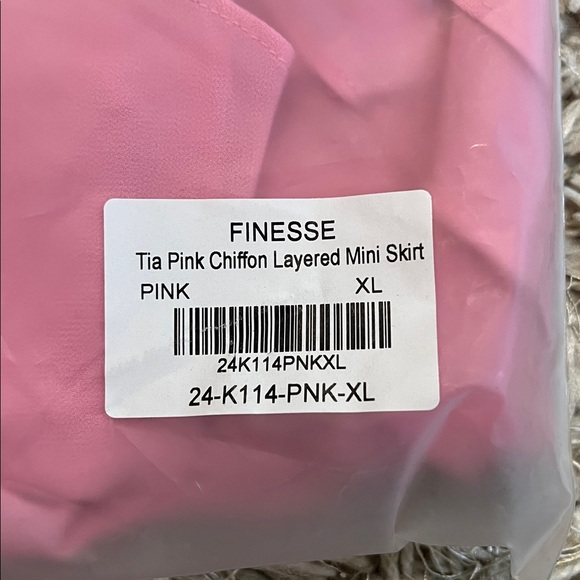 FINESSE
Tia Pink Chiffon Layered Mini Skirt
PINK XL
24K114PNKXL
24-K114-PNK-XL